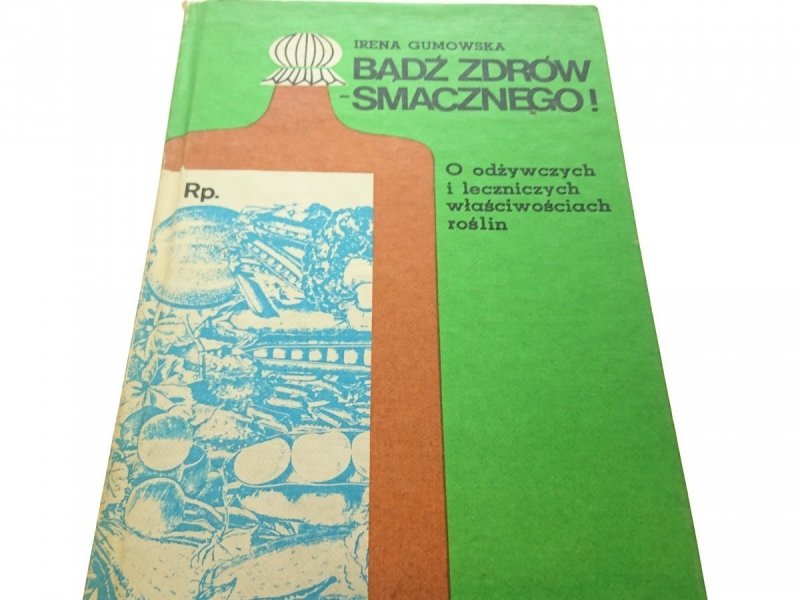 IRENA GUMOWSKA
BĄDŹ ZDRÓW
-SMACZNEGO!
O odżywczych
i leczniczych
właściwościach
roślin
Rp.